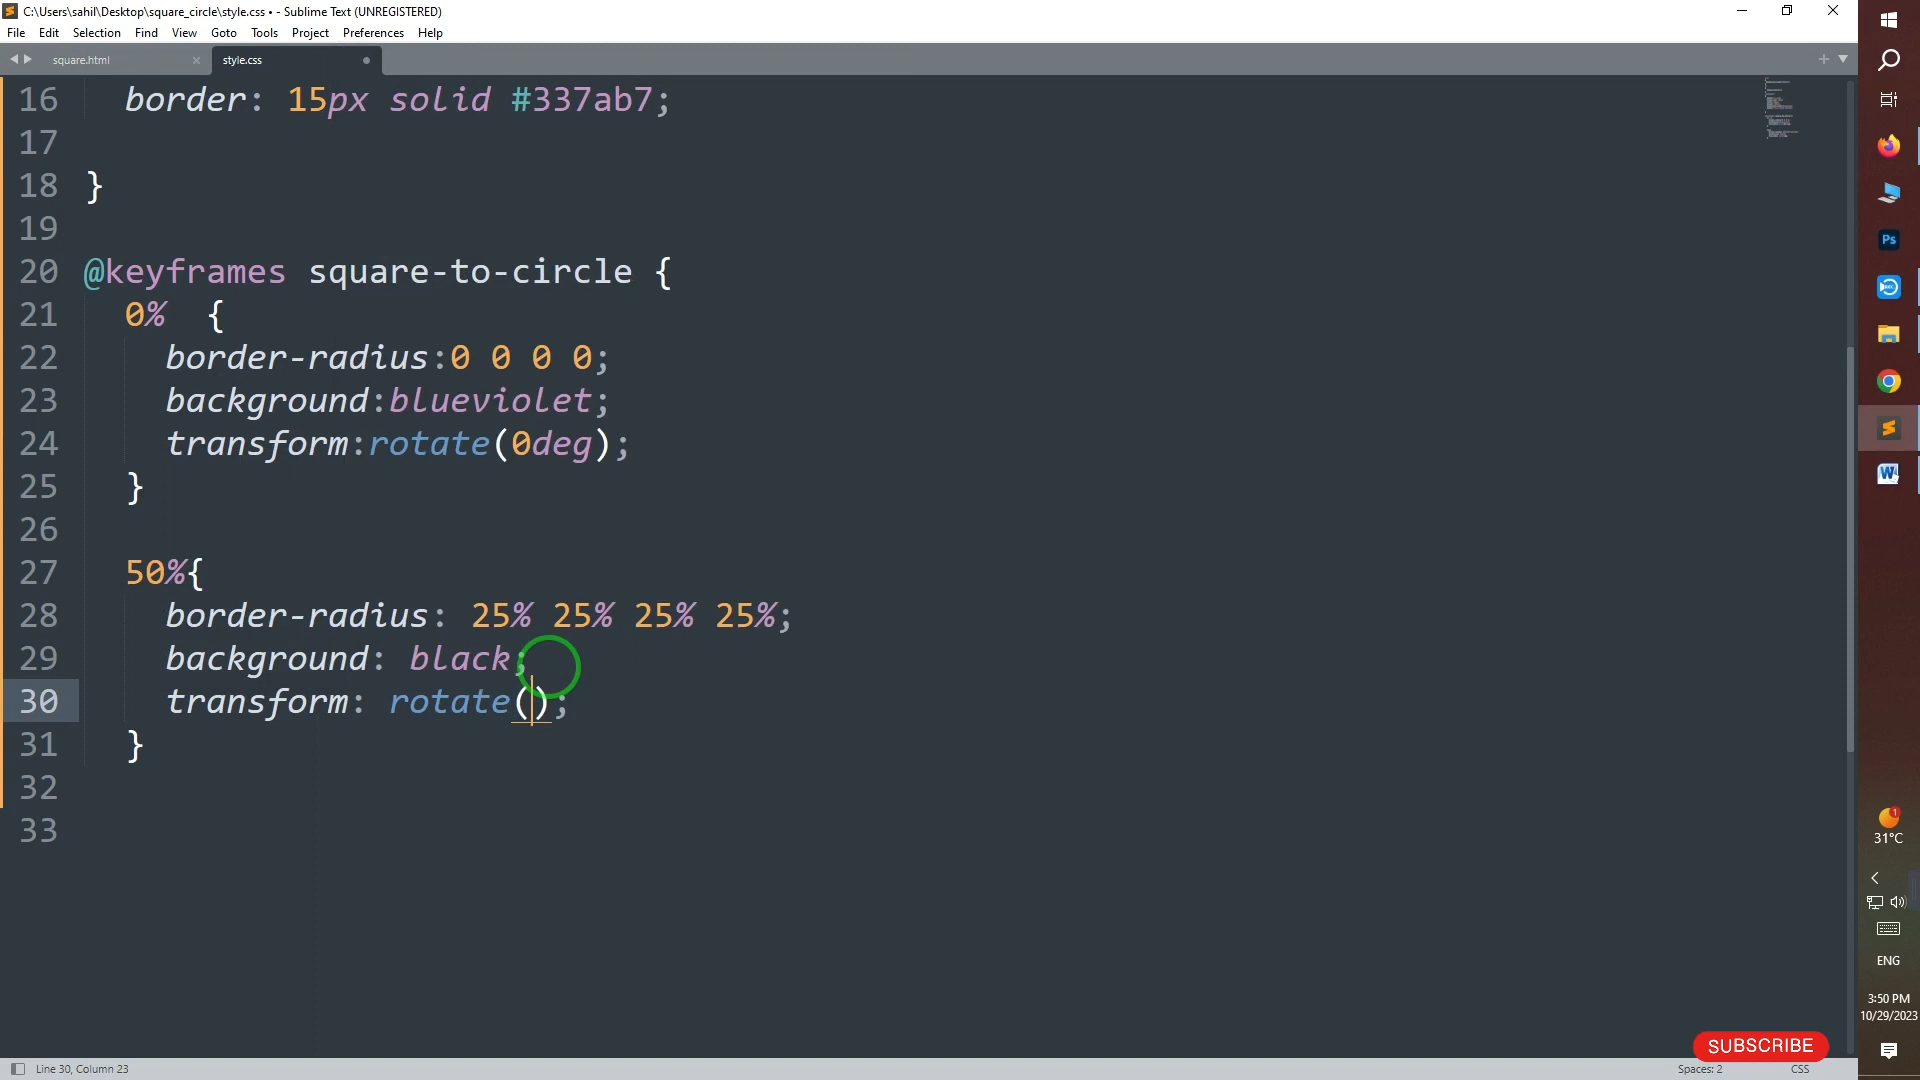 C:\Users\sahil\Desktop\square_circle\style.css • - Sublime Text (UNREGISTERED)
File Edit Selection Find View Goto Tools Project Preferences Help
square.html
style.css
16 border: 15px solid #337ab7;
17
18 }
19
20 @keyframes square-to-circle {
21 0% {
22 border-radius:0 0 0 0;
23 background:blueviolet;
24 transform:rotate(0deg);
25 }
26
27 50%{
28 border-radius: 25% 25% 25% 25%;
29 background: black;
30 transform: rotate();
31 }
32
33
Line 30, Column 23
Spaces: 2
CSS
SUBSCRIBE
Ps
REC
W
1
31°C
ENG
3:50 PM
10/29/2023